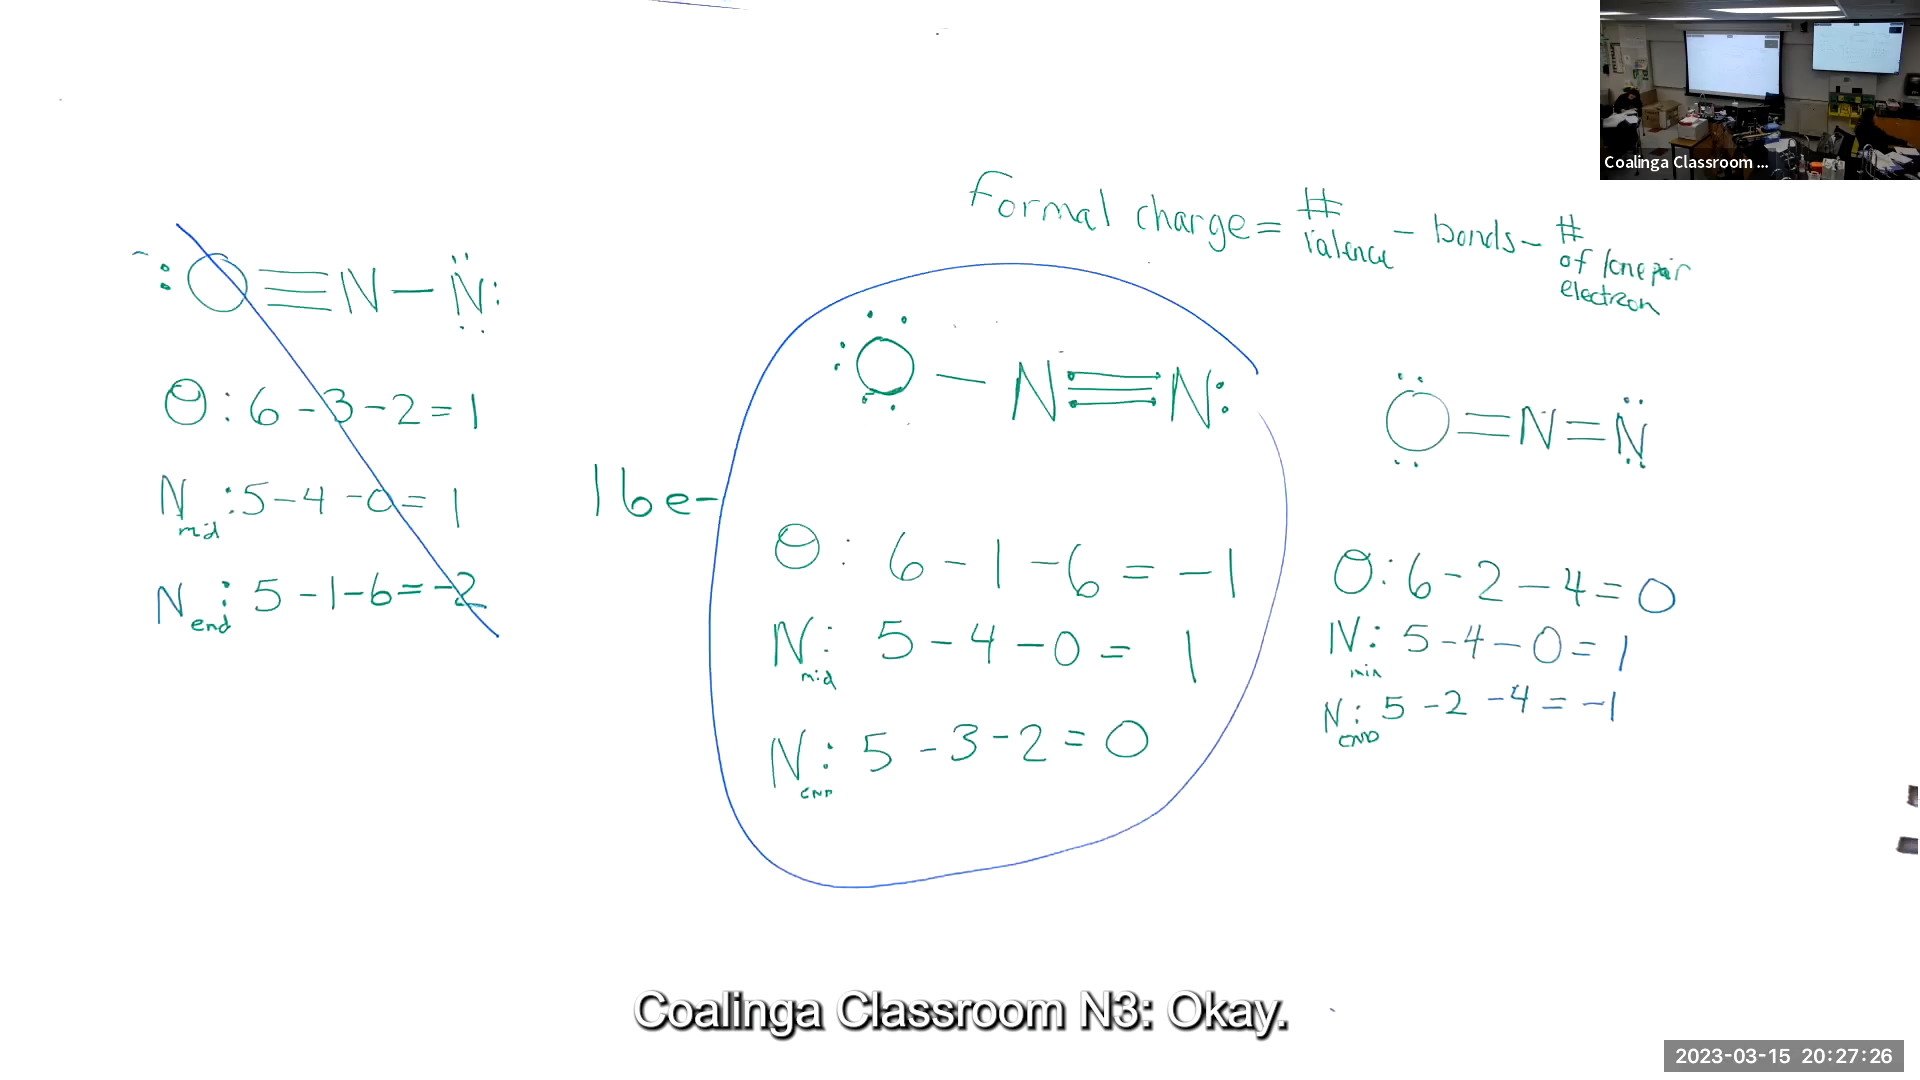 Coalinga Classroom ...
Formal charge = # valence - bonds - # of lone pair electron
:O≡N-N:
O: 6-3-2=1
N mid: 5-4-0=1
N end: 5-1-6=-2
16e-
:O-N≡N:
O: 6-1-6=-1
N: mid 5-4-0=1
N: END 5-3-2=0
O=N=N
O: 6-2-4=0
N: 5-4-0=1
N: END 5-2-4=-1
Coalinga Classroom N3: Okay.
2023-03-15 20:27:26